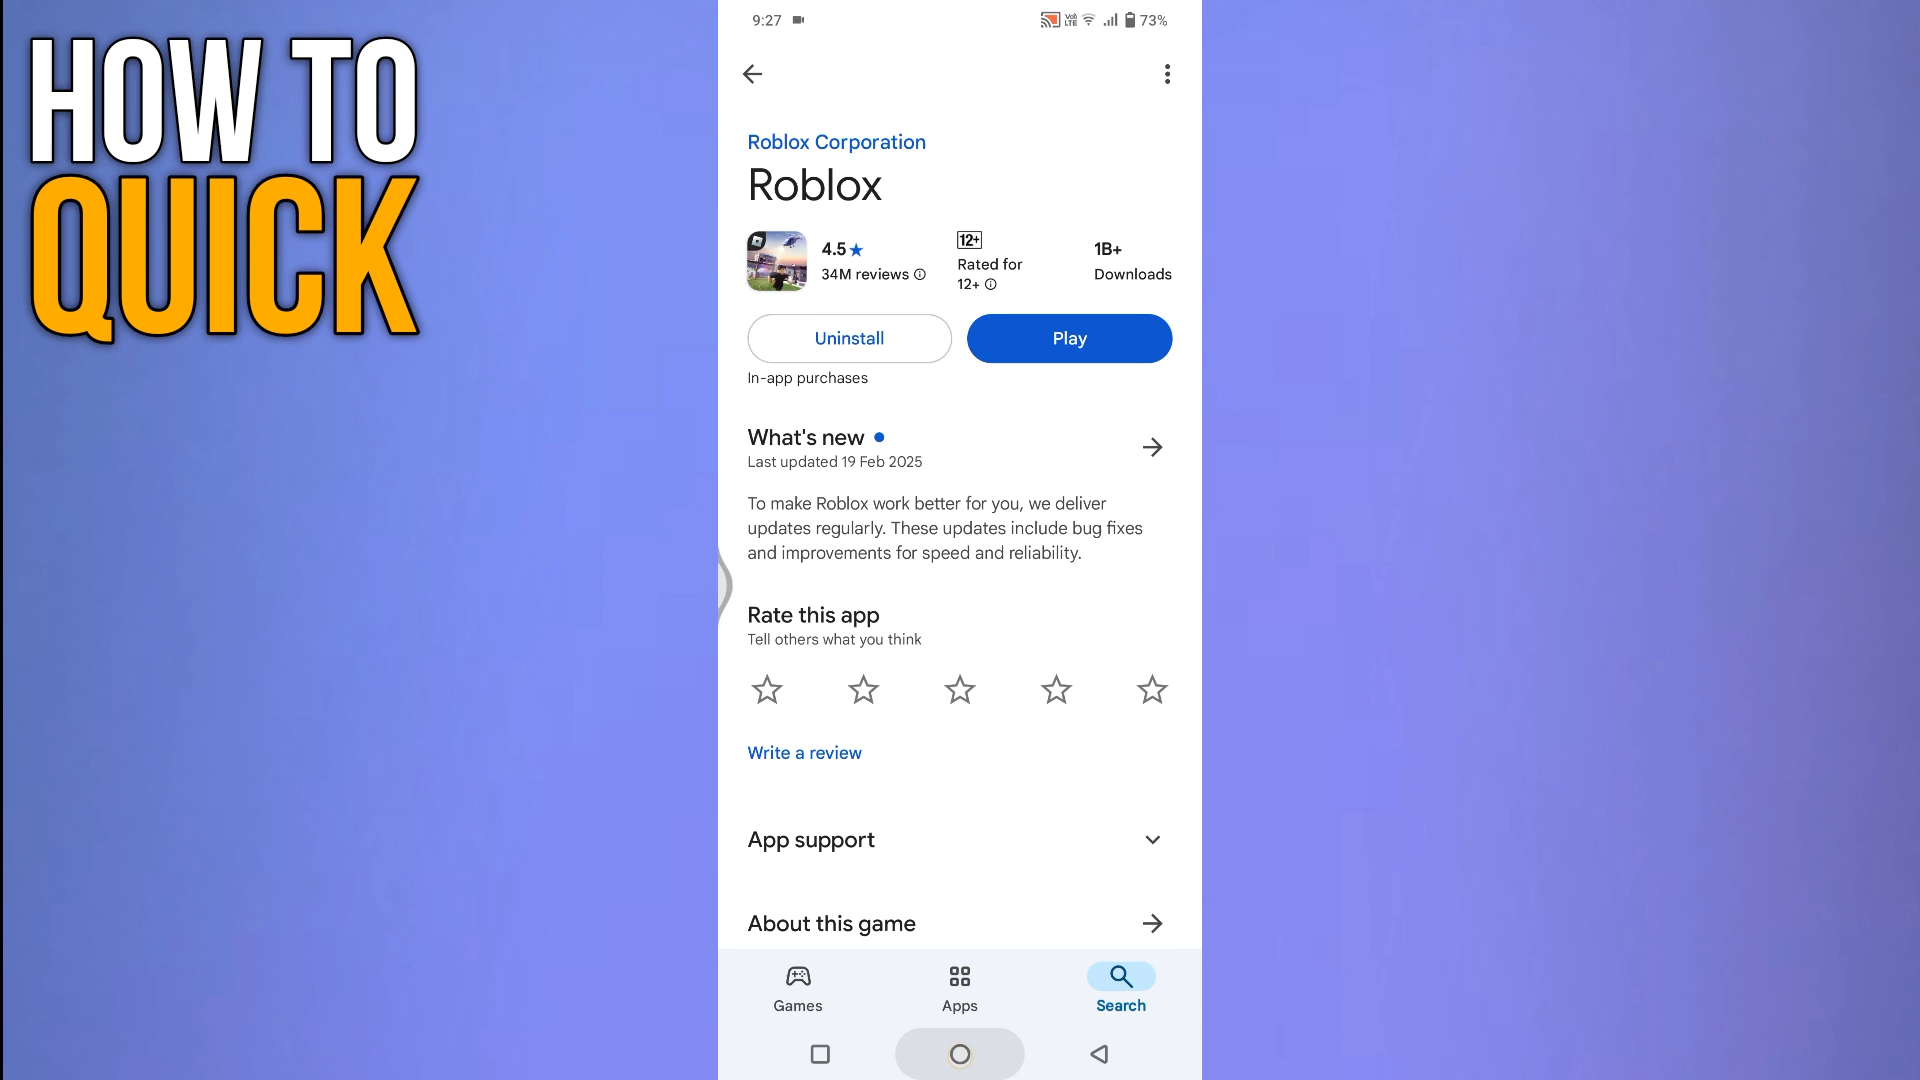 HOW TO
QUICK
9:27
Vo) LTE
73%
Roblox Corporation
Roblox
4.5★
34M reviews
12+
Rated for
12+
1B+
Downloads
Uninstall
Play
In-app purchases
What's new
Last updated 19 Feb 2025
To make Roblox work better for you, we deliver
updates regularly. These updates include bug fixes
and improvements for speed and reliability.
Rate this app
Tell others what you think
Write a review
App support
About this game
Games
Apps
Search